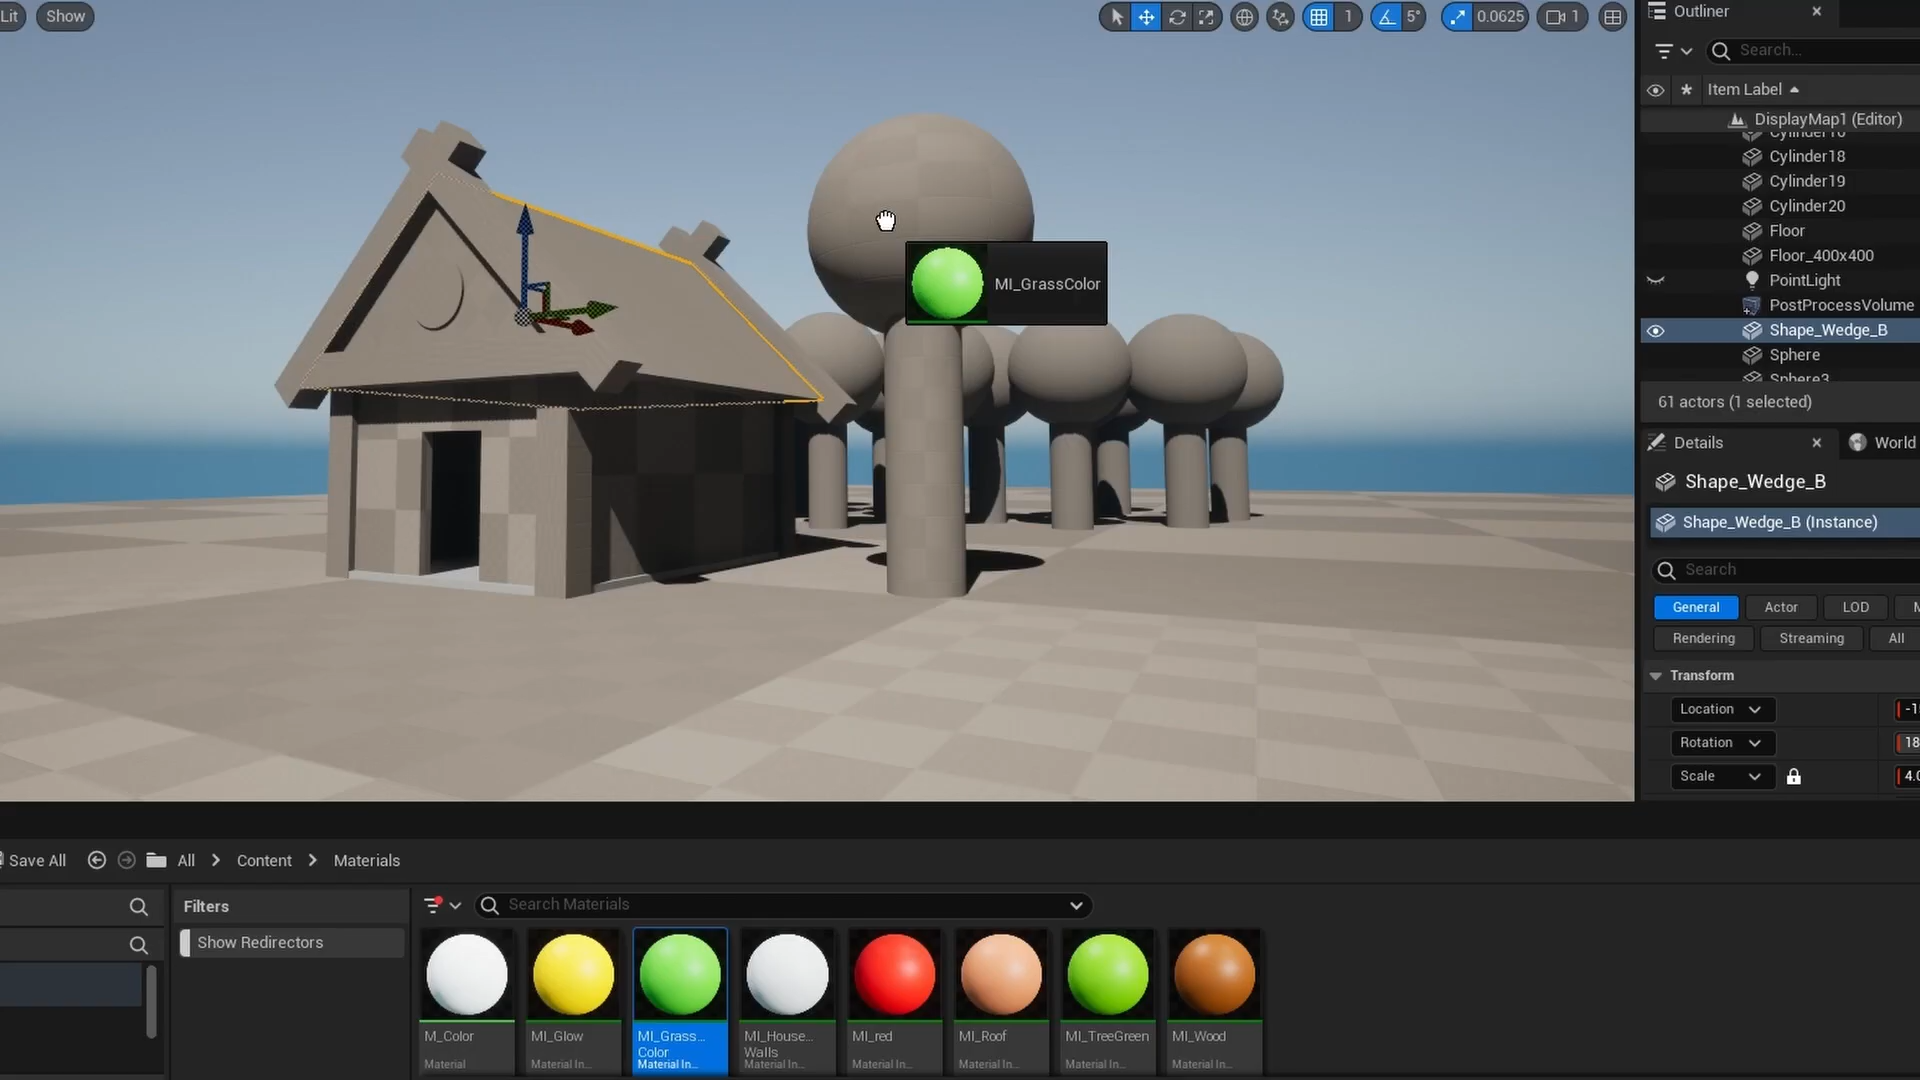 Lit
Show
1
5°
0.0625
1
Outliner
Search...
Item Label
DisplayMap1 (Editor)
Cylinder18
Cylinder19
Cylinder20
Floor
Floor_400x400
PointLight
PostProcessVolume
Shape_Wedge_B
Sphere
Sphere3
61 actors (1 selected)
Details
World
Shape_Wedge_B
Shape_Wedge_B (Instance)
Search
General
Actor
LOD
Rendering
Streaming
All
Transform
Location
Rotation
18
Scale
4.0
MI_GrassColor
Save All
All
Content
Materials
Filters
Search Materials
Show Redirectors
M_Color
Material
MI_Glow
Material In...
MI_Grass...
Color
Material In...
MI_House...
Walls
Material In...
MI_red
Material In...
MI_Roof
Material In...
MI_TreeGreen
Material In...
MI_Wood
Material In...